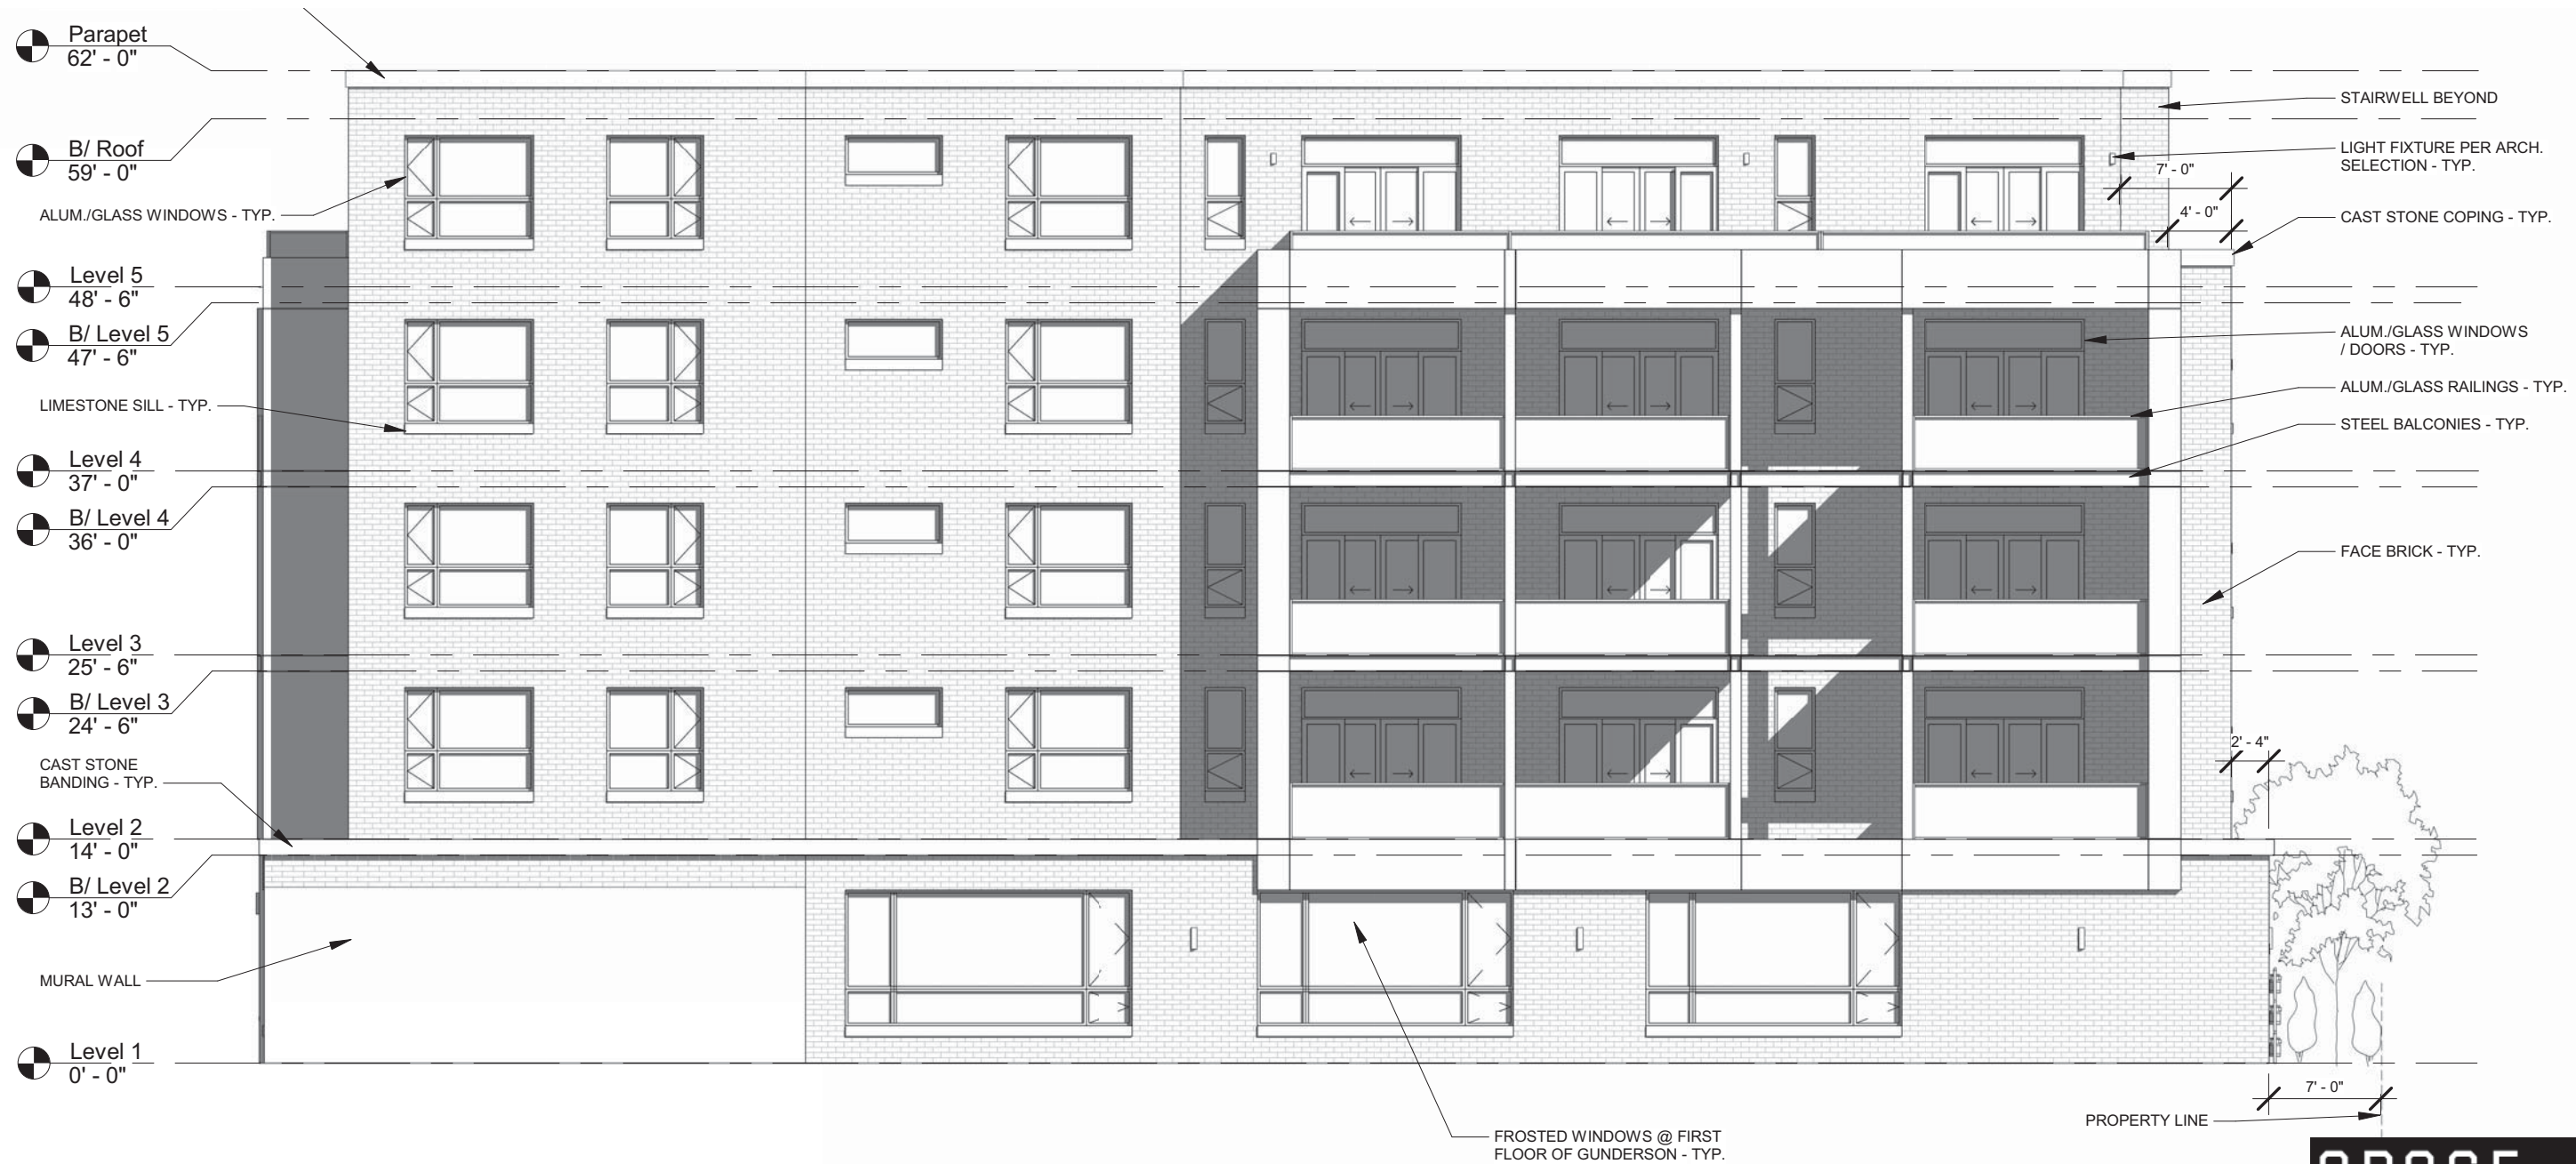 Parapet
62' - 0"
B/ Roof
59' - 0"
ALUM./GLASS WINDOWS - TYP.
Level 5
48' - 6"
B/ Level 5
47' - 6"
LIMESTONE SILL - TYP.
Level 4
37' - 0"
B/ Level 4
36' - 0"
Level 3
25' - 6"
B/ Level 3
24' - 6"
CAST STONE
BANDING - TYP.
Level 2
14' - 0"
B/ Level 2
13' - 0"
MURAL WALL
Level 1
0' - 0"
STAIRWELL BEYOND
LIGHT FIXTURE PER ARCH.
SELECTION - TYP.
7' - 0"
4' - 0"
CAST STONE COPING - TYP.
ALUM./GLASS WINDOWS
/ DOORS - TYP.
ALUM./GLASS RAILINGS - TYP.
STEEL BALCONIES - TYP.
FACE BRICK - TYP.
2' - 4"
7' - 0"
PROPERTY LINE
FROSTED WINDOWS @ FIRST
FLOOR OF GUNDERSON - TYP.